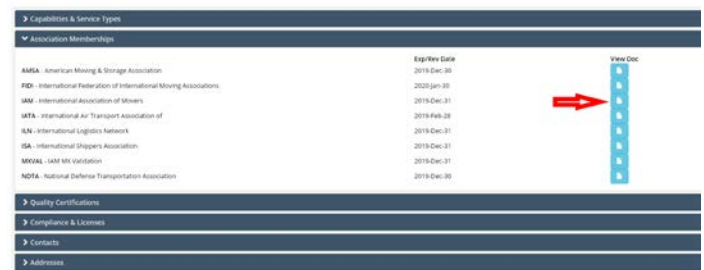 Capabilities & Service Types
Association Memberships
Exp/Rev Date View Doc
AMSA - American Moving & Storage Association 2019-Dec-30
FIDI - International Federation of International Moving Associations 2020-Jan-30
IAM - International Association of Movers 2019-Dec-31
IATA - International Air Transport Association of 2019-Feb-28
ILN - International Logistics Network 2019-Dec-31
ISA - International Shippers Association 2019-Dec-31
MXVAL - IAM MX Validation 2019-Dec-31
NDTA - National Defense Transportation Association 2019-Dec-30
Quality Certifications
Compliance & Licenses
Contacts
Addresses